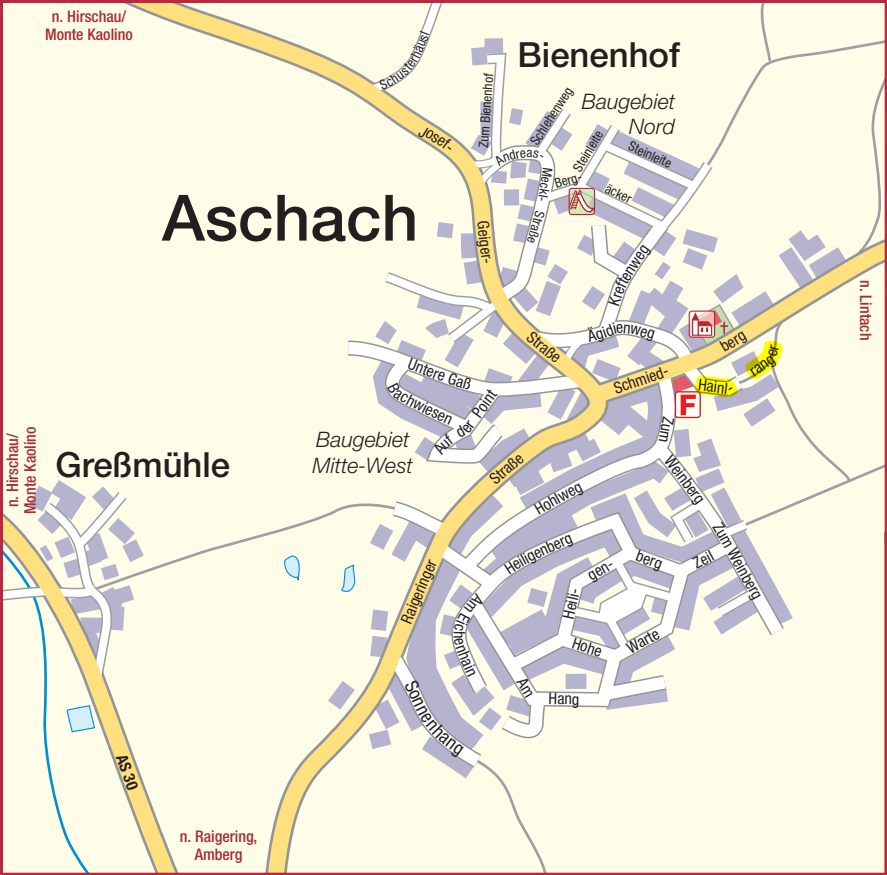 n. Hirschau/
Monte Kaolino
Schusterhäusl
Bienenhof
Zum Bienenhof
Schlehenweg
Baugebiet
Nord
Josef-
Andreas-
Steinleite
Steinleite
Meckl-
Berg-
äcker
Aschach
Straße
Geiger-
Kreftenweg
n. Lintach
Ägidienweg
Straße
berg
Schmied-
Hainl-
ranger
F
Untere Gaß
Bachwiesen
Auf der Point
Zum
Baugebiet
Mitte-West
n. Hirschau/
Monte Kaolino
Greßmühle
Straße
Weinberg
Hohlweg
Heiligenberg
Zum Weinberg
berg
Zeil
gen-
Heili-
Raigeringer
Am Eichenhain
Hohe
Warte
Am
Hang
Sonnenhang
AS 30
n. Raigering,
Amberg